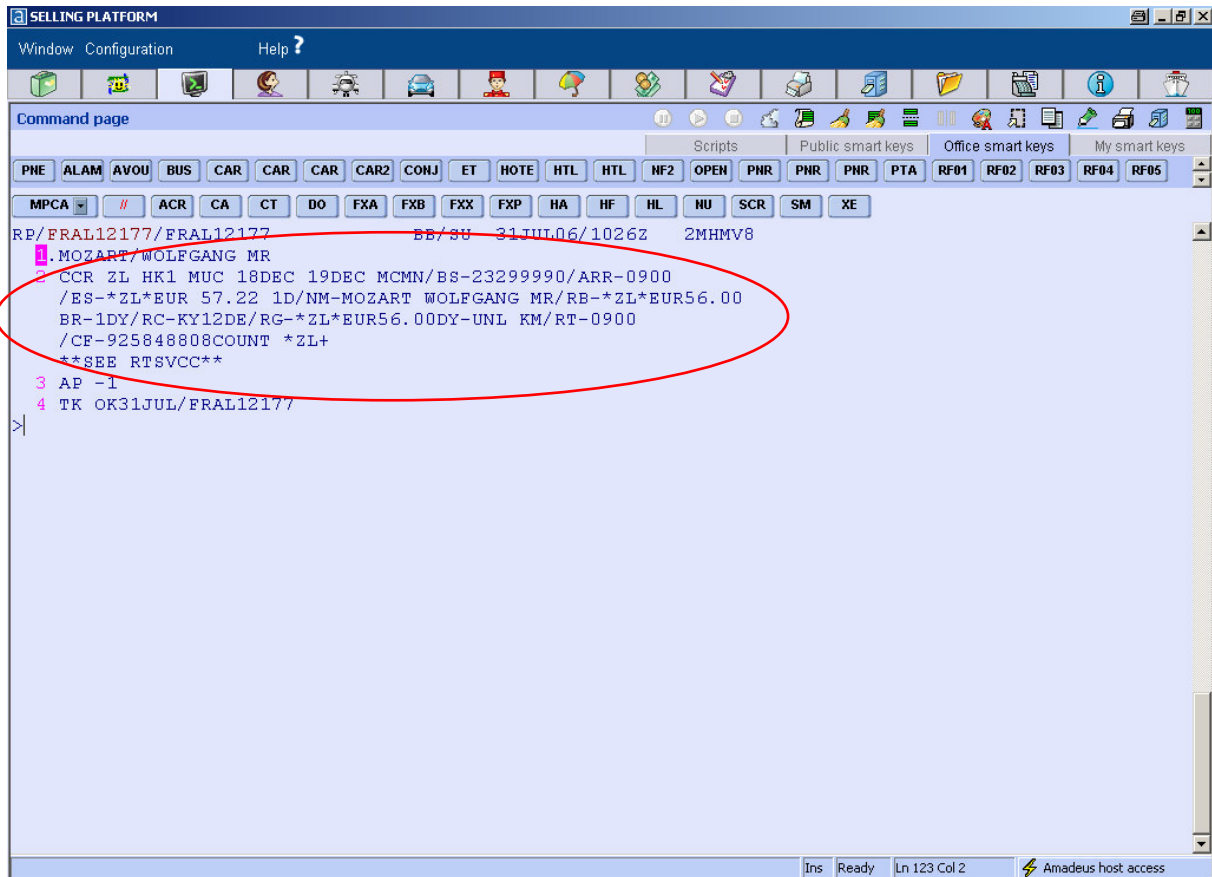 SELLING PLATFORM
Window Configuration Help ?
Command page
Scripts Public smart keys Office smart keys My smart keys
PNE ALAM AVOU BUS CAR CAR CAR CAR2 CONJ ET HOTE HTL HTL NF2 OPEN PNR PNR PNR PTA RF01 RF02 RF03 RF04 RF05
MPCA // ACR CA CT DO FXA FXB FXX FXP HA HF HL NU SCR SM XE
RP/FRAL12177/FRAL12177 BB/SU 31JUL06/1026Z 2MHMV8
1.MOZART/WOLFGANG MR
2 CCR ZL HK1 MUC 18DEC 19DEC MCMN/BS-23299990/ARR-0900
/ES-*ZL*EUR 57.22 1D/NM-MOZART WOLFGANG MR/RB-*ZL*EUR56.00
BR-1DY/RC-KY12DE/RG-*ZL*EUR56.00DY-UNL KM/RT-0900
/CF-925848808COUNT *ZL+
**SEE RTSVCC**
3 AP -1
4 TK OK31JUL/FRAL12177
>
Ins Ready Ln 123 Col 2 Amadeus host access